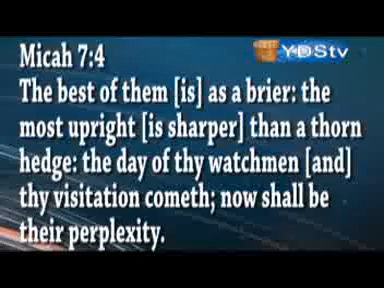 YDStv
Micah 7:4
The best of them [is] as a brier: the
most upright [is sharper] than a thorn
hedge: the day of thy watchmen [and]
thy visitation cometh; now shall be
their perplexity.